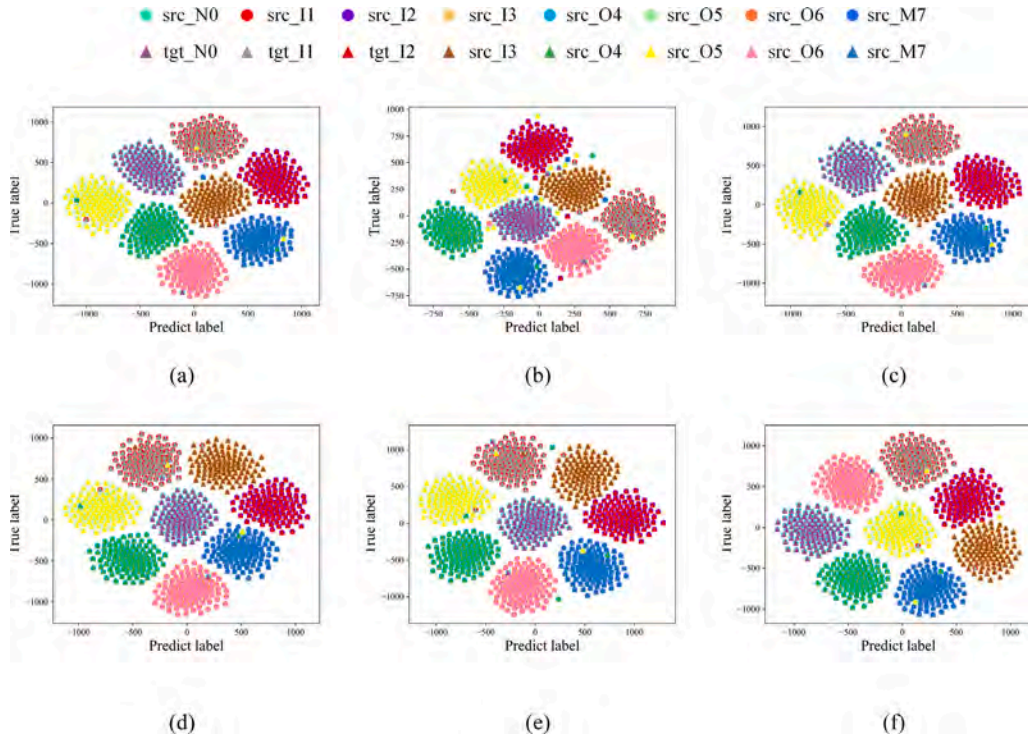 src_N0 src_I1 src_I2 src_I3 src_O4 src_O5 src_O6 src_M7
tgt_N0 tgt_I1 tgt_I2 src_I3 src_O4 src_O5 src_O6 src_M7
1000
500
0
−500
−1000
True label
−1000 −500 0 500 1000
Predict label
(a)
1000
750
500
250
0
−250
−500
−750
True label
−750 −500 −250 0 250 500 750
Predict label
(b)
1000
500
0
−500
−1000
True label
−1000 −500 0 500 1000
Predict label
(c)
1000
500
0
−500
−1000
True label
−1000 −500 0 500 1000
Predict label
(d)
1000
500
0
−500
−1000
True label
−1000 −500 0 500 1000
Predict label
(e)
1000
500
0
−500
−1000
True label
−1000 −500 0 500 1000
Predict label
(f)